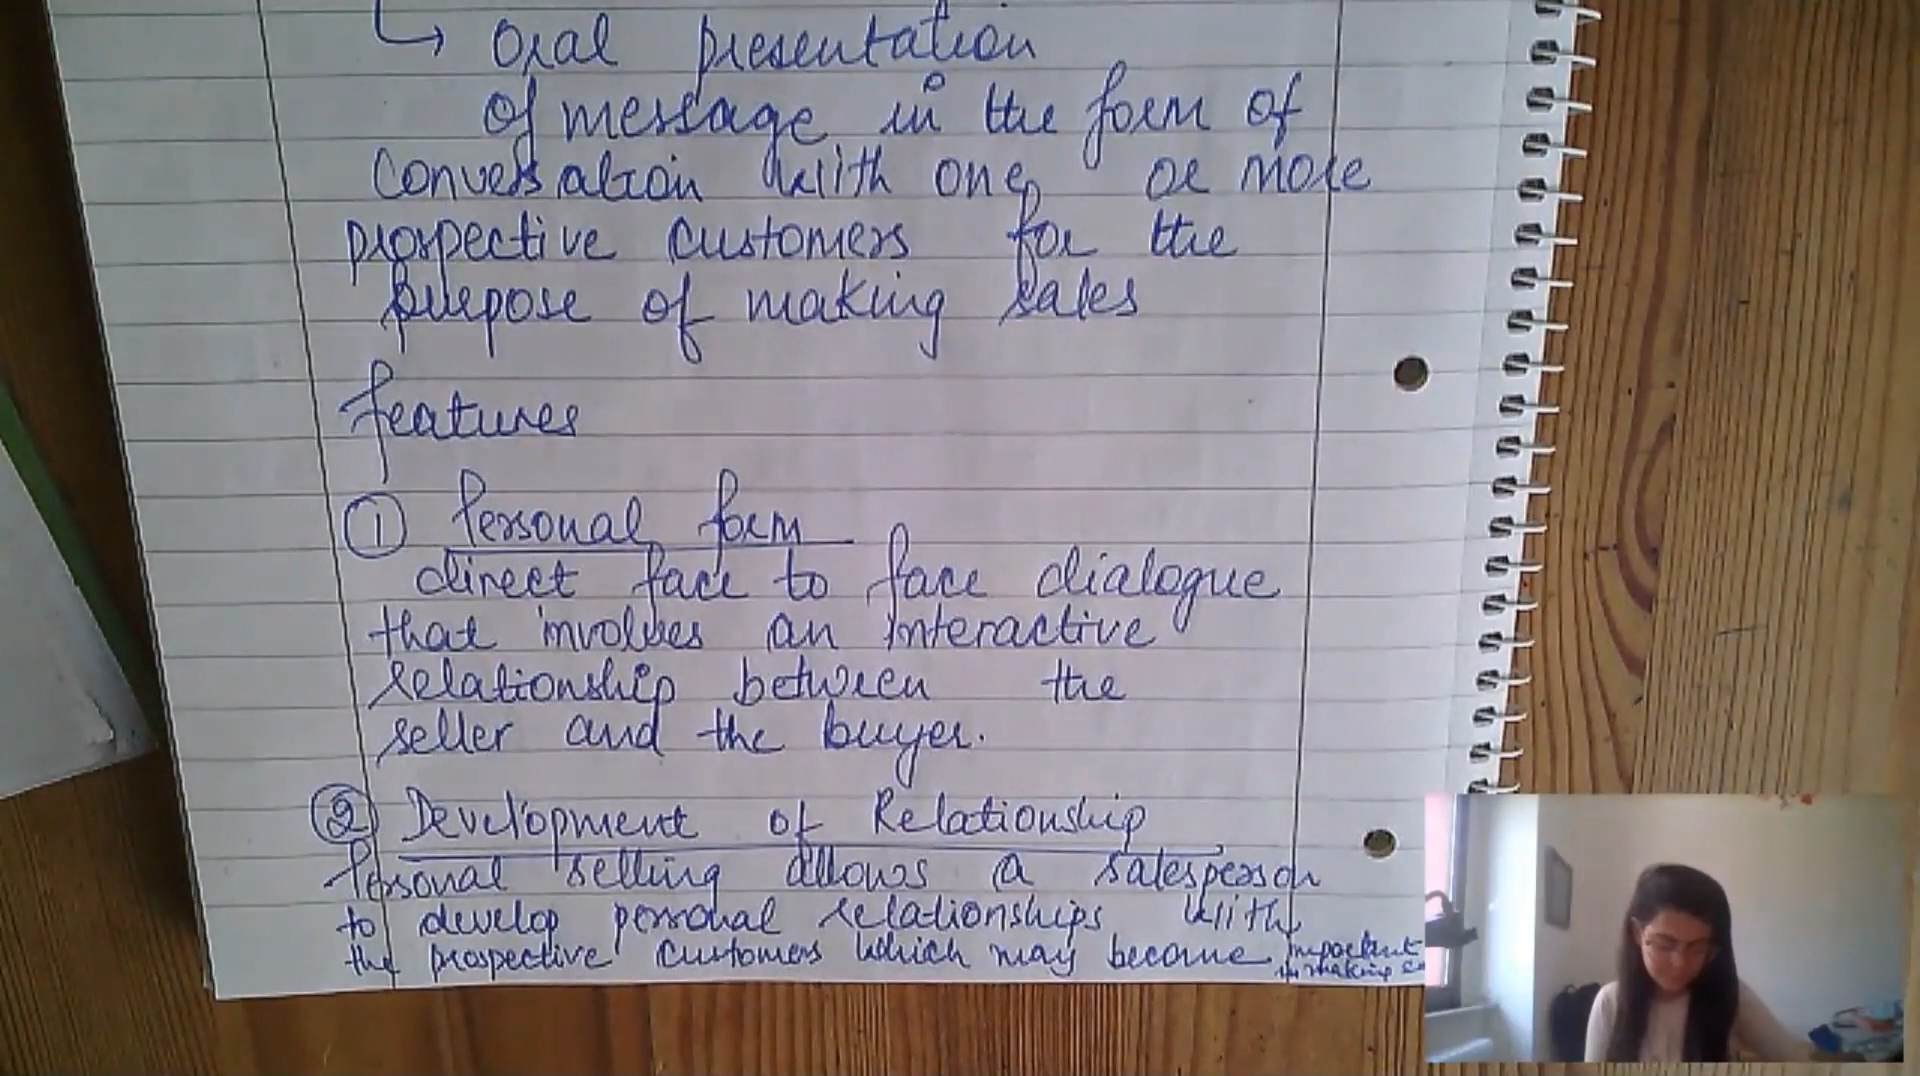 ↳ Oral presentation
of message in the form of
conversation with one or more
prospective customers for the
purpose of making sales
features
① Personal form
direct face to face dialogue
that involves an interactive
relationship between the
seller and the buyer.
② Development of Relationship
Personal selling allows a salesperson
to develop personal relationships with
the prospective customers which may become important
in making